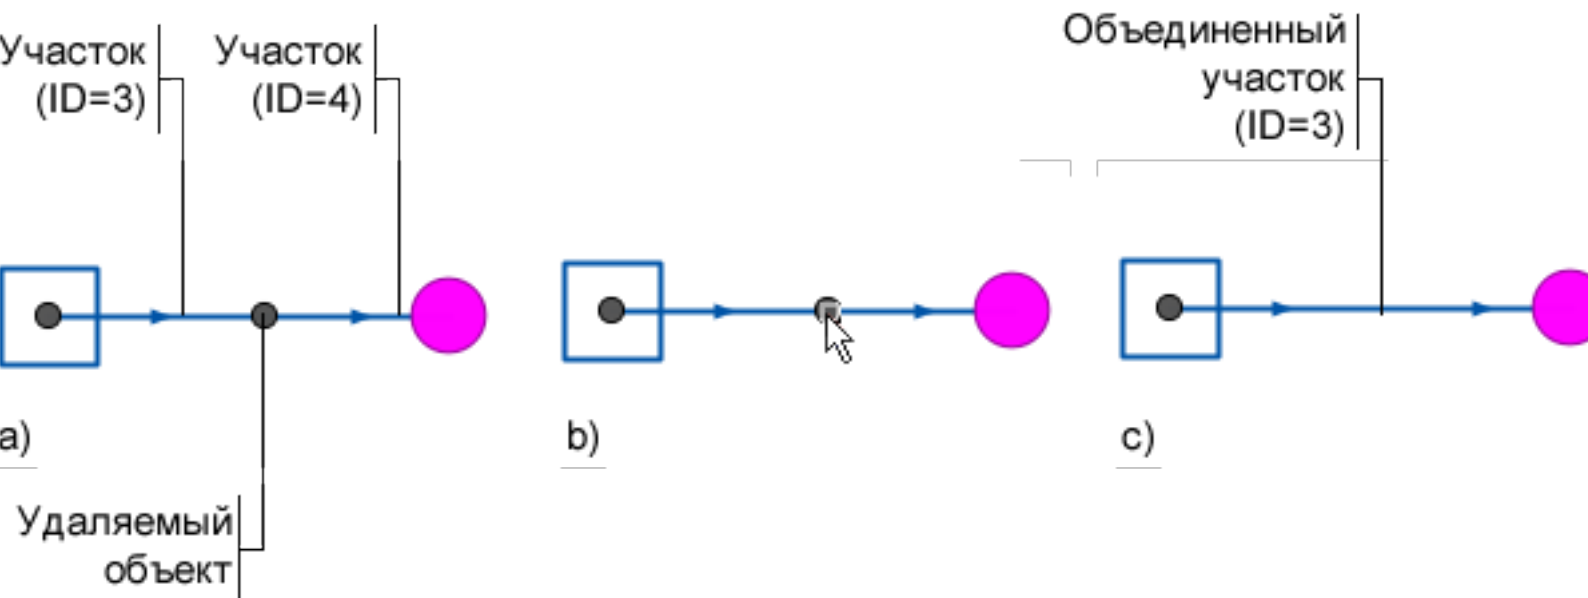 Участок
(ID=3)
Участок
(ID=4)
Объединенный
участок
(ID=3)
a)
b)
c)
Удаляемый
объект